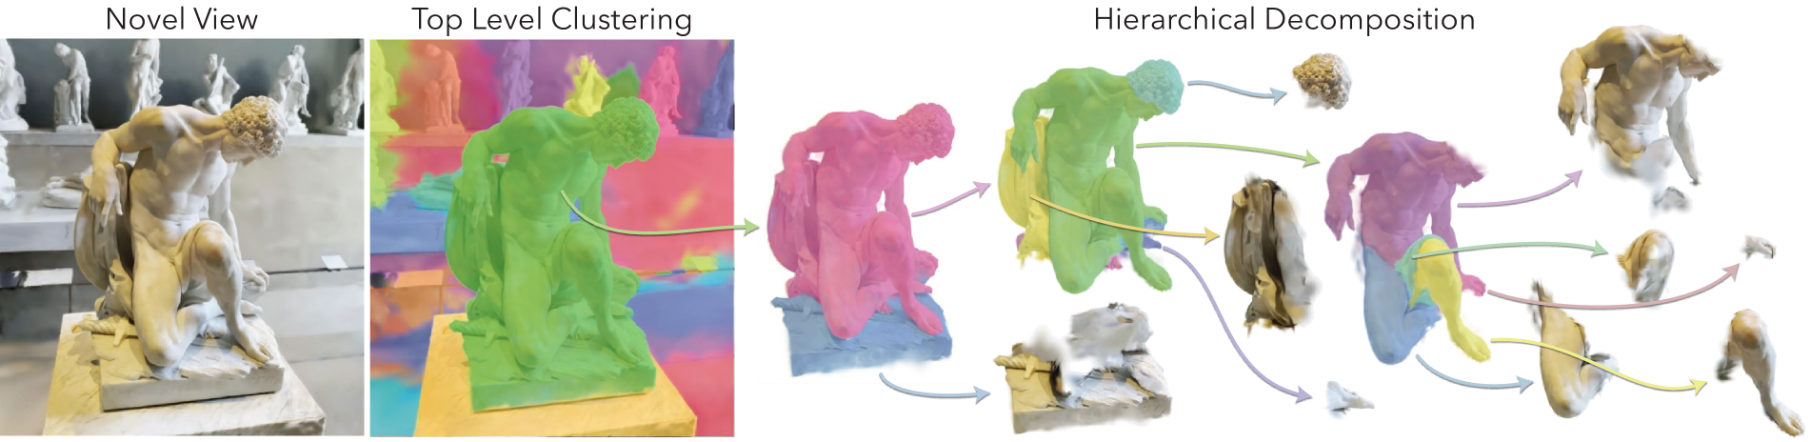 Novel View
Top Level Clustering
Hierarchical Decomposition